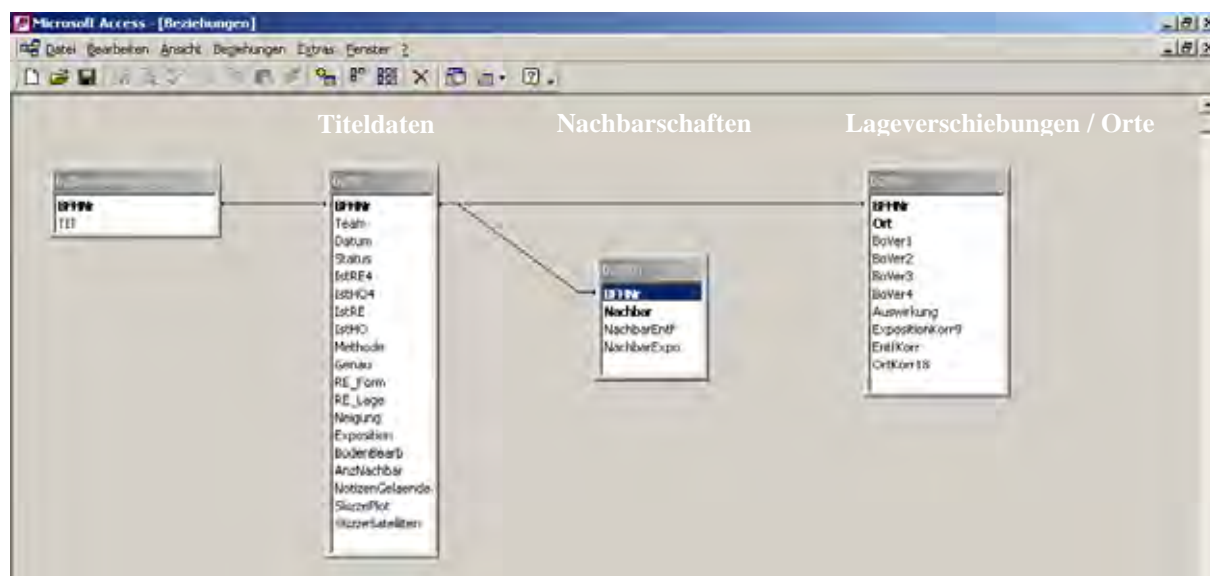 Microsoft Access - [Beziehungen]
Datei Bearbeiten Ansicht Beziehungen Extras Fenster ?
Titeldaten
Nachbarschaften
Lageverschiebungen / Orte
BFHNr
BFHNr
Team
Datum
Status
IstRE4
IstHO4
IstRE
IstHO
Methode
Genau
RE_Form
RE_Lage
Neigung
Exposition
BodenBearb
AnzNachbar
NotizenGelaende
SkizzePlot
SkizzeSatelliten
BFHNr
Nachbar
NachbarEntf
NachbarExpo
BFHNr
Ort
BoVer1
BoVer2
BoVer3
BoVer4
Auswirkung
ExpositionKorr9
EntfKorr
OrtKorr18